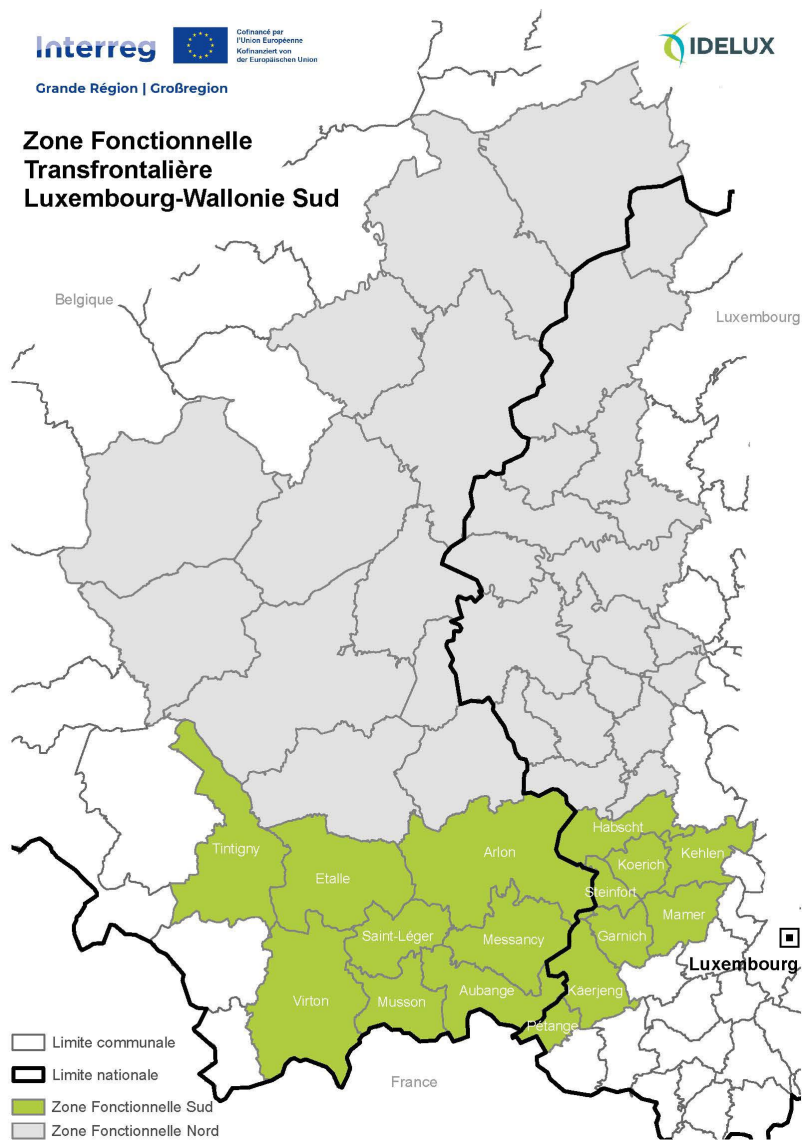 Interreg
Cofinancé par
l'Union Européenne
Kofinanziert von
der Europäischen Union
Grande Région | Großregion
IDELUX
Zone Fonctionnelle
Transfrontalière
Luxembourg-Wallonie Sud
Belgique
Luxembourg
Habscht
Tintigny
Arlon
Koerich
Kehlen
Etalle
Steinfort
Mamer
Saint-Léger
Messancy
Garnich
Luxembourg
Virton
Musson
Aubange
Käerjeng
Pétange
France
Limite communale
Limite nationale
Zone Fonctionnelle Sud
Zone Fonctionnelle Nord